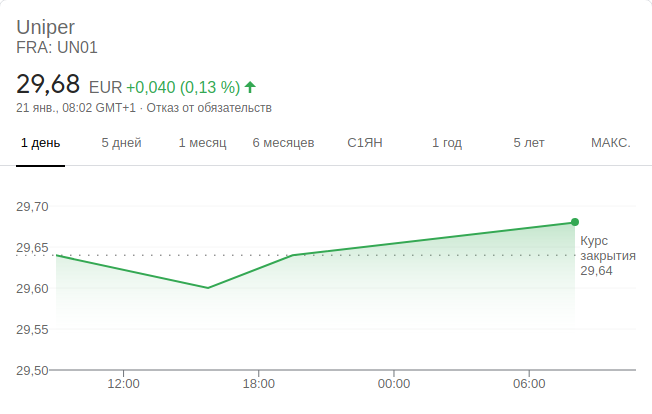 Uniper
FRA: UN01
29,68 EUR +0,040 (0,13 %)
21 янв., 08:02 GMT+1 · Отказ от обязательств
1 день 5 дней 1 месяц 6 месяцев С1ЯН 1 год 5 лет МАКС.
29,70
29,65
29,60
29,55
29,50
Курс
закрытия
29,64
12:00 18:00 00:00 06:00